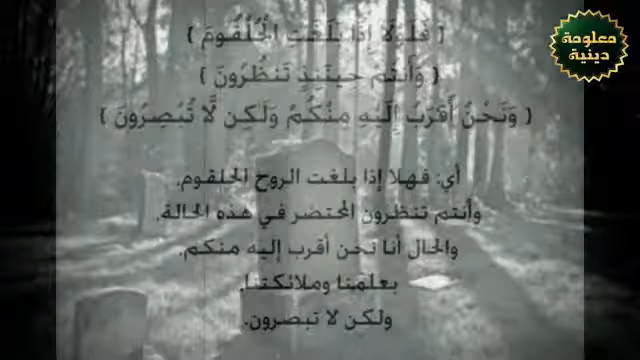 معلومة
دينية
﴿ فَلَوْلَا إِذَا بَلَغَتِ الْحُلْقُومَ ﴾
﴿ وَأَنتُمْ حِينَئِذٍ تَنظُرُونَ ﴾
﴿ وَنَحْنُ أَقْرَبُ إِلَيْهِ مِنكُمْ وَلَكِن لَّا تُبْصِرُونَ ﴾
أي: فهلا إذا بلغت الروح الحلقوم.
وأنتم تنظرون المحتضر في هذه الحالة.
والحال أنا نحن أقرب إليه منكم.
بعلمنا وملائكتنا.
ولكن لا تبصرون.